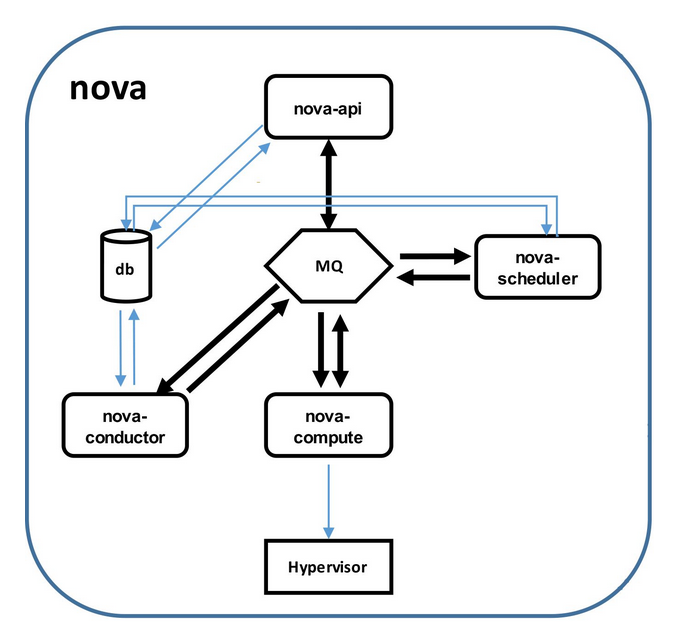 nova
nova-api
db
MQ
nova-
scheduler
nova-
conductor
nova-
compute
Hypervisor